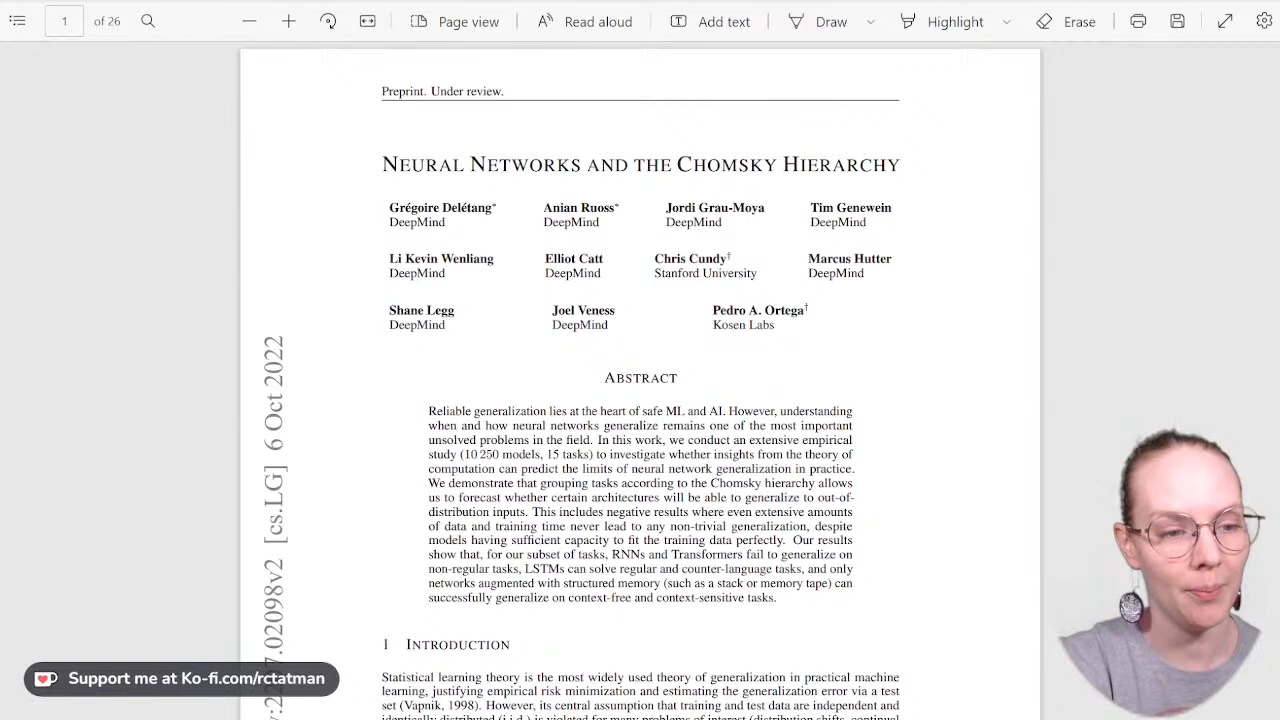 1 of 26 Page view Read aloud Add text Draw Highlight Erase
Preprint. Under review.
NEURAL NETWORKS AND THE CHOMSKY HIERARCHY
Grégoire Delétang* Anian Ruoss* Jordi Grau-Moya Tim Genewein
DeepMind DeepMind DeepMind DeepMind
Li Kevin Wenliang Elliot Catt Chris Cundy† Marcus Hutter
DeepMind DeepMind Stanford University DeepMind
Shane Legg Joel Veness Pedro A. Ortega†
DeepMind DeepMind Kosen Labs
ABSTRACT
Reliable generalization lies at the heart of safe ML and AI. However, understanding
when and how neural networks generalize remains one of the most important
unsolved problems in the field. In this work, we conduct an extensive empirical
study (10 250 models, 15 tasks) to investigate whether insights from the theory of
computation can predict the limits of neural network generalization in practice.
We demonstrate that grouping tasks according to the Chomsky hierarchy allows
us to forecast whether certain architectures will be able to generalize to out-of-
distribution inputs. This includes negative results where even extensive amounts
of data and training time never lead to any non-trivial generalization, despite
models having sufficient capacity to fit the training data perfectly. Our results
show that, for our subset of tasks, RNNs and Transformers fail to generalize on
non-regular tasks, LSTMs can solve regular and counter-language tasks, and only
networks augmented with structured memory (such as a stack or memory tape) can
successfully generalize on context-free and context-sensitive tasks.
1 INTRODUCTION
Statistical learning theory is the most widely used theory of generalization in practical machine
learning, justifying empirical risk minimization and estimating the generalization error via a test
set (Vapnik, 1998). However, its central assumption that training and test data are independent and
identically distributed (i.i.d.) is violated for many problems of interest (distribution shifts, continual
.02098v2 [cs.LG] 6 Oct 2022
Support me at Ko-fi.com/rctatman